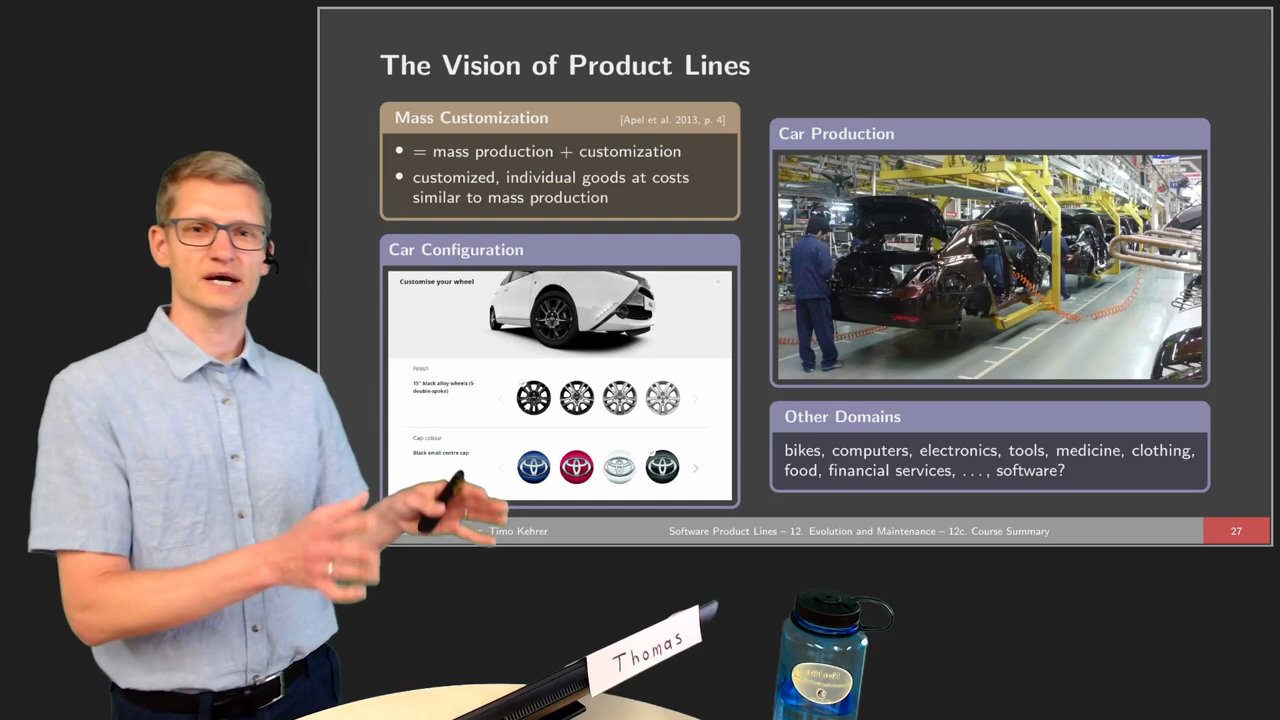 The Vision of Product Lines
Mass Customization
[Apel et al. 2013, p. 4]
= mass production + customization
customized, individual goods at costs
similar to mass production
Car Configuration
Customise your wheel
Finish
15" black alloy wheels (5-
double-spoke)
Cap colour
Black small centre cap
Car Production
Other Domains
bikes, computers, electronics, tools, medicine, clothing,
food, financial services, . . . , software?
Timo Kehrer
Software Product Lines – 12. Evolution and Maintenance – 12c. Course Summary
27
Thomas